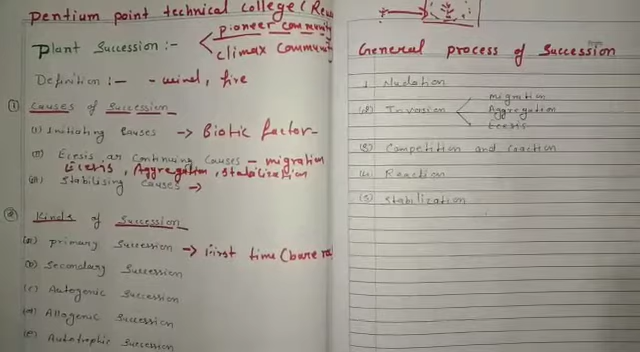 Pentium point technical college (Rewa
Plant Succession :-
pioneer community
climax community
Definition :- - wind, fire
(1) Causes of Succession
(i) Initiating Causes → Biotic factor-
(ii) Ecesis or Continuing Causes - migration
Ecesis, Aggregation, stabilization
(iii) Stabilising Causes →
(2) Kinds of Succession
(a) primary Succession → First time (bare ro
(b) Secondary Succession
(c) Autogenic Succession
(d) Allogenic Succession
(e) Autotrophic Succession
General process of Succession
1. Nudation
(2) Invasion
migration
Aggregation
Ecesis
(3) Competition and coaction
(4) Reaction
(5) Stabilization